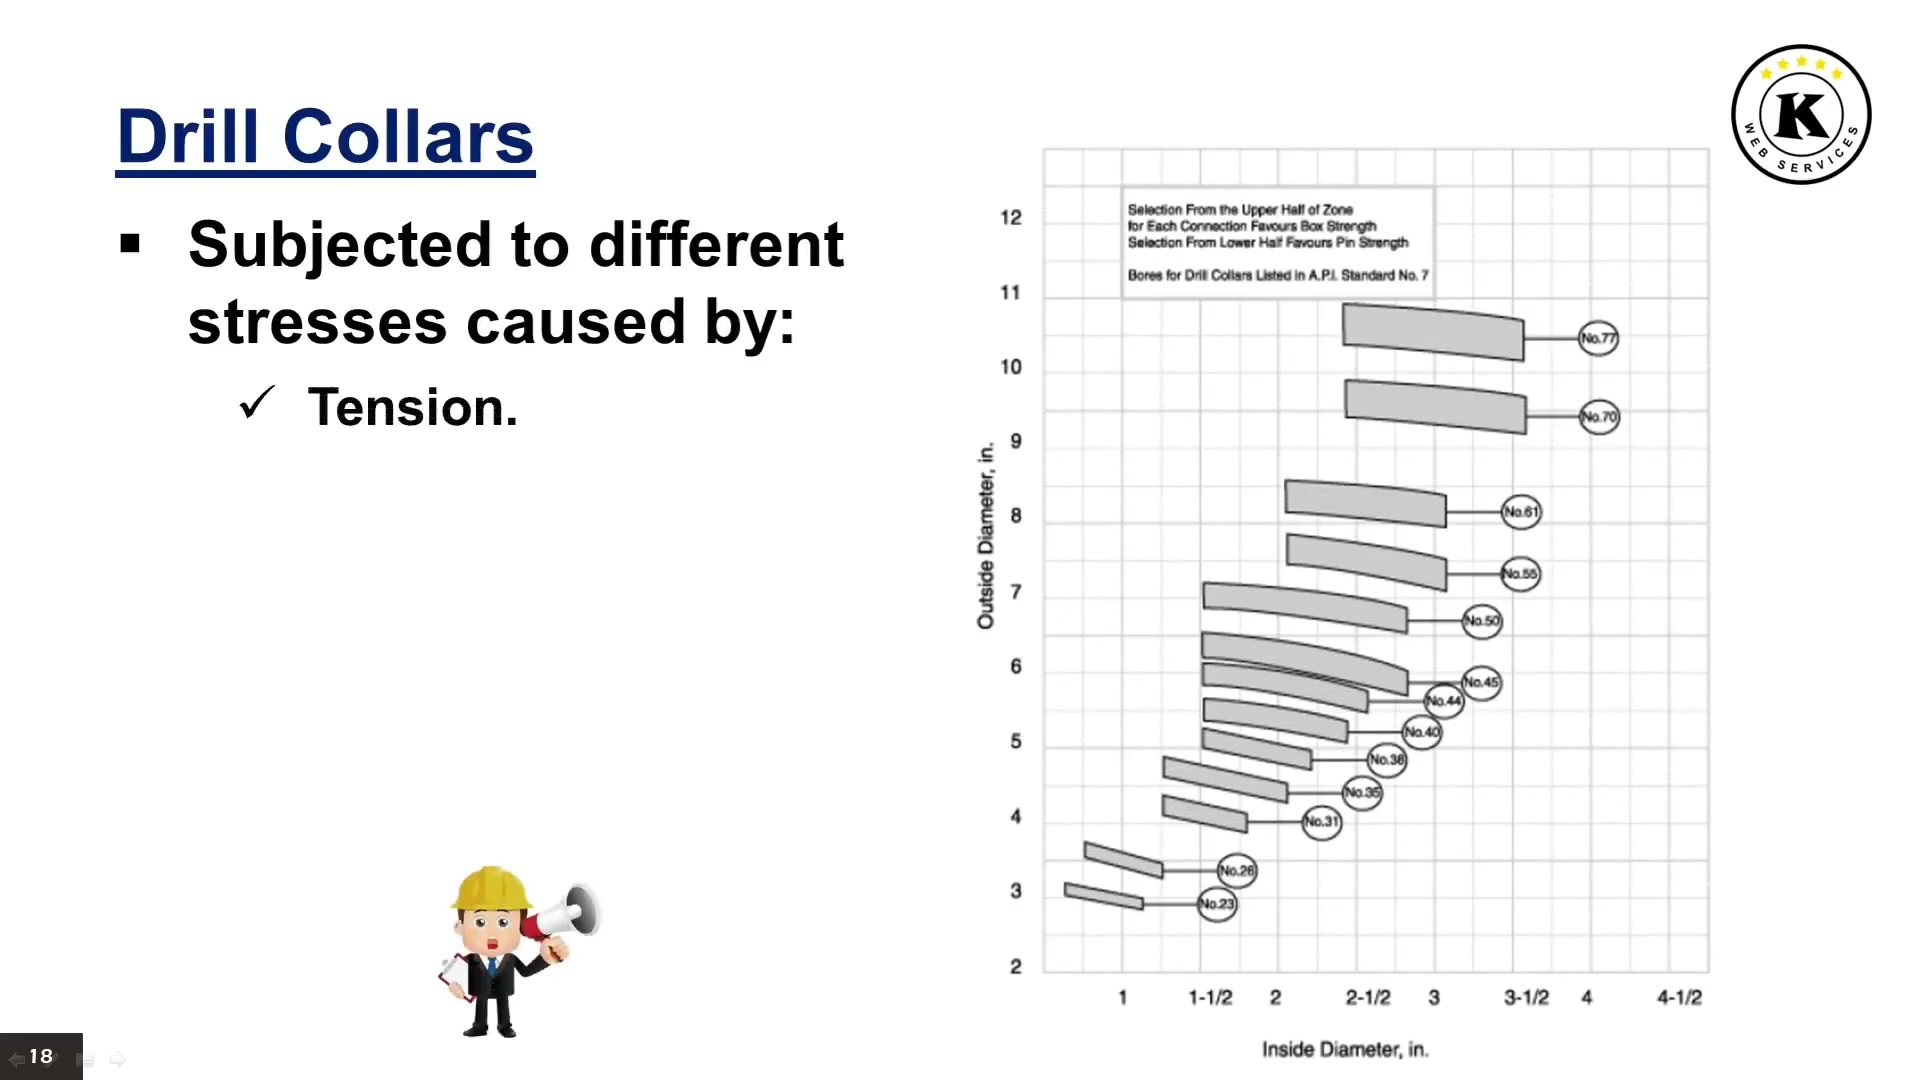 Drill Collars
▪ Subjected to different
stresses caused by:
✓ Tension.
K
WEB SERVICES
Selection From the Upper Half of Zone
for Each Connection Favours Box Strength
Selection From Lower Half Favours Pin Strength
Bores for Drill Collars Listed in A.P.I. Standard No. 7
Outside Diameter, in.
12
11
10
9
8
7
6
5
4
3
2
No.77
No.70
No.61
No.55
No.50
No.45
No.44
No.40
No.38
No.35
No.31
No.26
No.23
1 1-1/2 2 2-1/2 3 3-1/2 4 4-1/2
Inside Diameter, in.
18